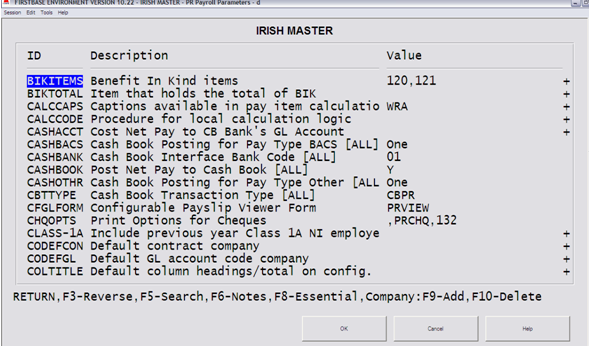 FIRSTBASE ENVIRONMENT VERSION 10.22 - IRISH MASTER - PR Payroll Parameters - d
Session Edit Tools Help
IRISH MASTER
ID Description Value
BIKITEMS Benefit In Kind items 120,121 +
BIKTOTAL Item that holds the total of BIK +
CALCCAPS Captions available in pay item calculatio WRA +
CALCCODE Procedure for local calculation logic +
CASHACCT Cost Net Pay to CB Bank's GL Account +
CASHBACS Cash Book Posting for Pay Type BACS [ALL] One
CASHBANK Cash Book Interface Bank Code [ALL] 01
CASHBOOK Post Net Pay to Cash Book [ALL] Y
CASHOTHR Cash Book Posting for Pay Type Other [ALL One
CBTTYPE Cash Book Transaction Type [ALL] CBPR
CFGLFORM Configurable Payslip Viewer Form PRVIEW
CHQOPTS Print Options for Cheques ,PRCHQ,132
CLASS-1A Include previous year Class 1A NI employe +
CODEFCON Default contract company +
CODEFGL Default GL account code company +
COLTITLE Default column headings/total on config. +
RETURN,F3-Reverse,F5-Search,F6-Notes,F8-Essential,Company:F9-Add,F10-Delete
OK Cancel Help